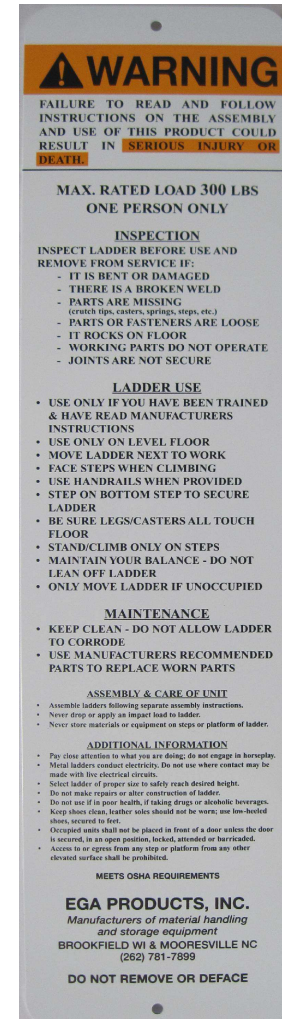 WARNING
FAILURE TO READ AND FOLLOW
INSTRUCTIONS ON THE ASSEMBLY
AND USE OF THIS PRODUCT COULD
RESULT IN SERIOUS INJURY OR
DEATH.
MAX. RATED LOAD 300 LBS
ONE PERSON ONLY
INSPECTION
INSPECT LADDER BEFORE USE AND
REMOVE FROM SERVICE IF:
- IT IS BENT OR DAMAGED
- THERE IS A BROKEN WELD
- PARTS ARE MISSING
(crutch tips, casters, springs, steps, etc.)
- PARTS OR FASTENERS ARE LOOSE
- IT ROCKS ON FLOOR
- WORKING PARTS DO NOT OPERATE
- JOINTS ARE NOT SECURE
LADDER USE
• USE ONLY IF YOU HAVE BEEN TRAINED
& HAVE READ MANUFACTURERS
INSTRUCTIONS
• USE ONLY ON LEVEL FLOOR
• MOVE LADDER NEXT TO WORK
• FACE STEPS WHEN CLIMBING
• USE HANDRAILS WHEN PROVIDED
• STEP ON BOTTOM STEP TO SECURE
LADDER
• BE SURE LEGS/CASTERS ALL TOUCH
FLOOR
• STAND/CLIMB ONLY ON STEPS
• MAINTAIN YOUR BALANCE - DO NOT
LEAN OFF LADDER
• ONLY MOVE LADDER IF UNOCCUPIED
MAINTENANCE
• KEEP CLEAN - DO NOT ALLOW LADDER
TO CORRODE
• USE MANUFACTURERS RECOMMENDED
PARTS TO REPLACE WORN PARTS
ASSEMBLY & CARE OF UNIT
• Assemble ladders following separate assembly instructions.
• Never drop or apply an impact load to ladder.
• Never store materials or equipment on steps or platform of ladder.
ADDITIONAL INFORMATION
• Pay close attention to what you are doing; do not engage in horseplay.
• Metal ladders conduct electricity. Do not use where contact may be
made with live electrical circuits.
• Select ladder of proper size to safely reach desired height.
• Do not make repairs or alter construction of ladder.
• Do not use if in poor health, if taking drugs or alcoholic beverages.
• Keep shoes clean, leather soles should not be worn; use low-heeled
shoes, secured to feet.
• Occupied units shall not be placed in front of a door unless the door
is secured, in an open position, locked, attended or barricaded.
• Access to or egress from any step or platform from any other
elevated surface shall be prohibited.
MEETS OSHA REQUIREMENTS
EGA PRODUCTS, INC.
Manufacturers of material handling
and storage equipment
BROOKFIELD WI & MOORESVILLE NC
(262) 781-7899
DO NOT REMOVE OR DEFACE